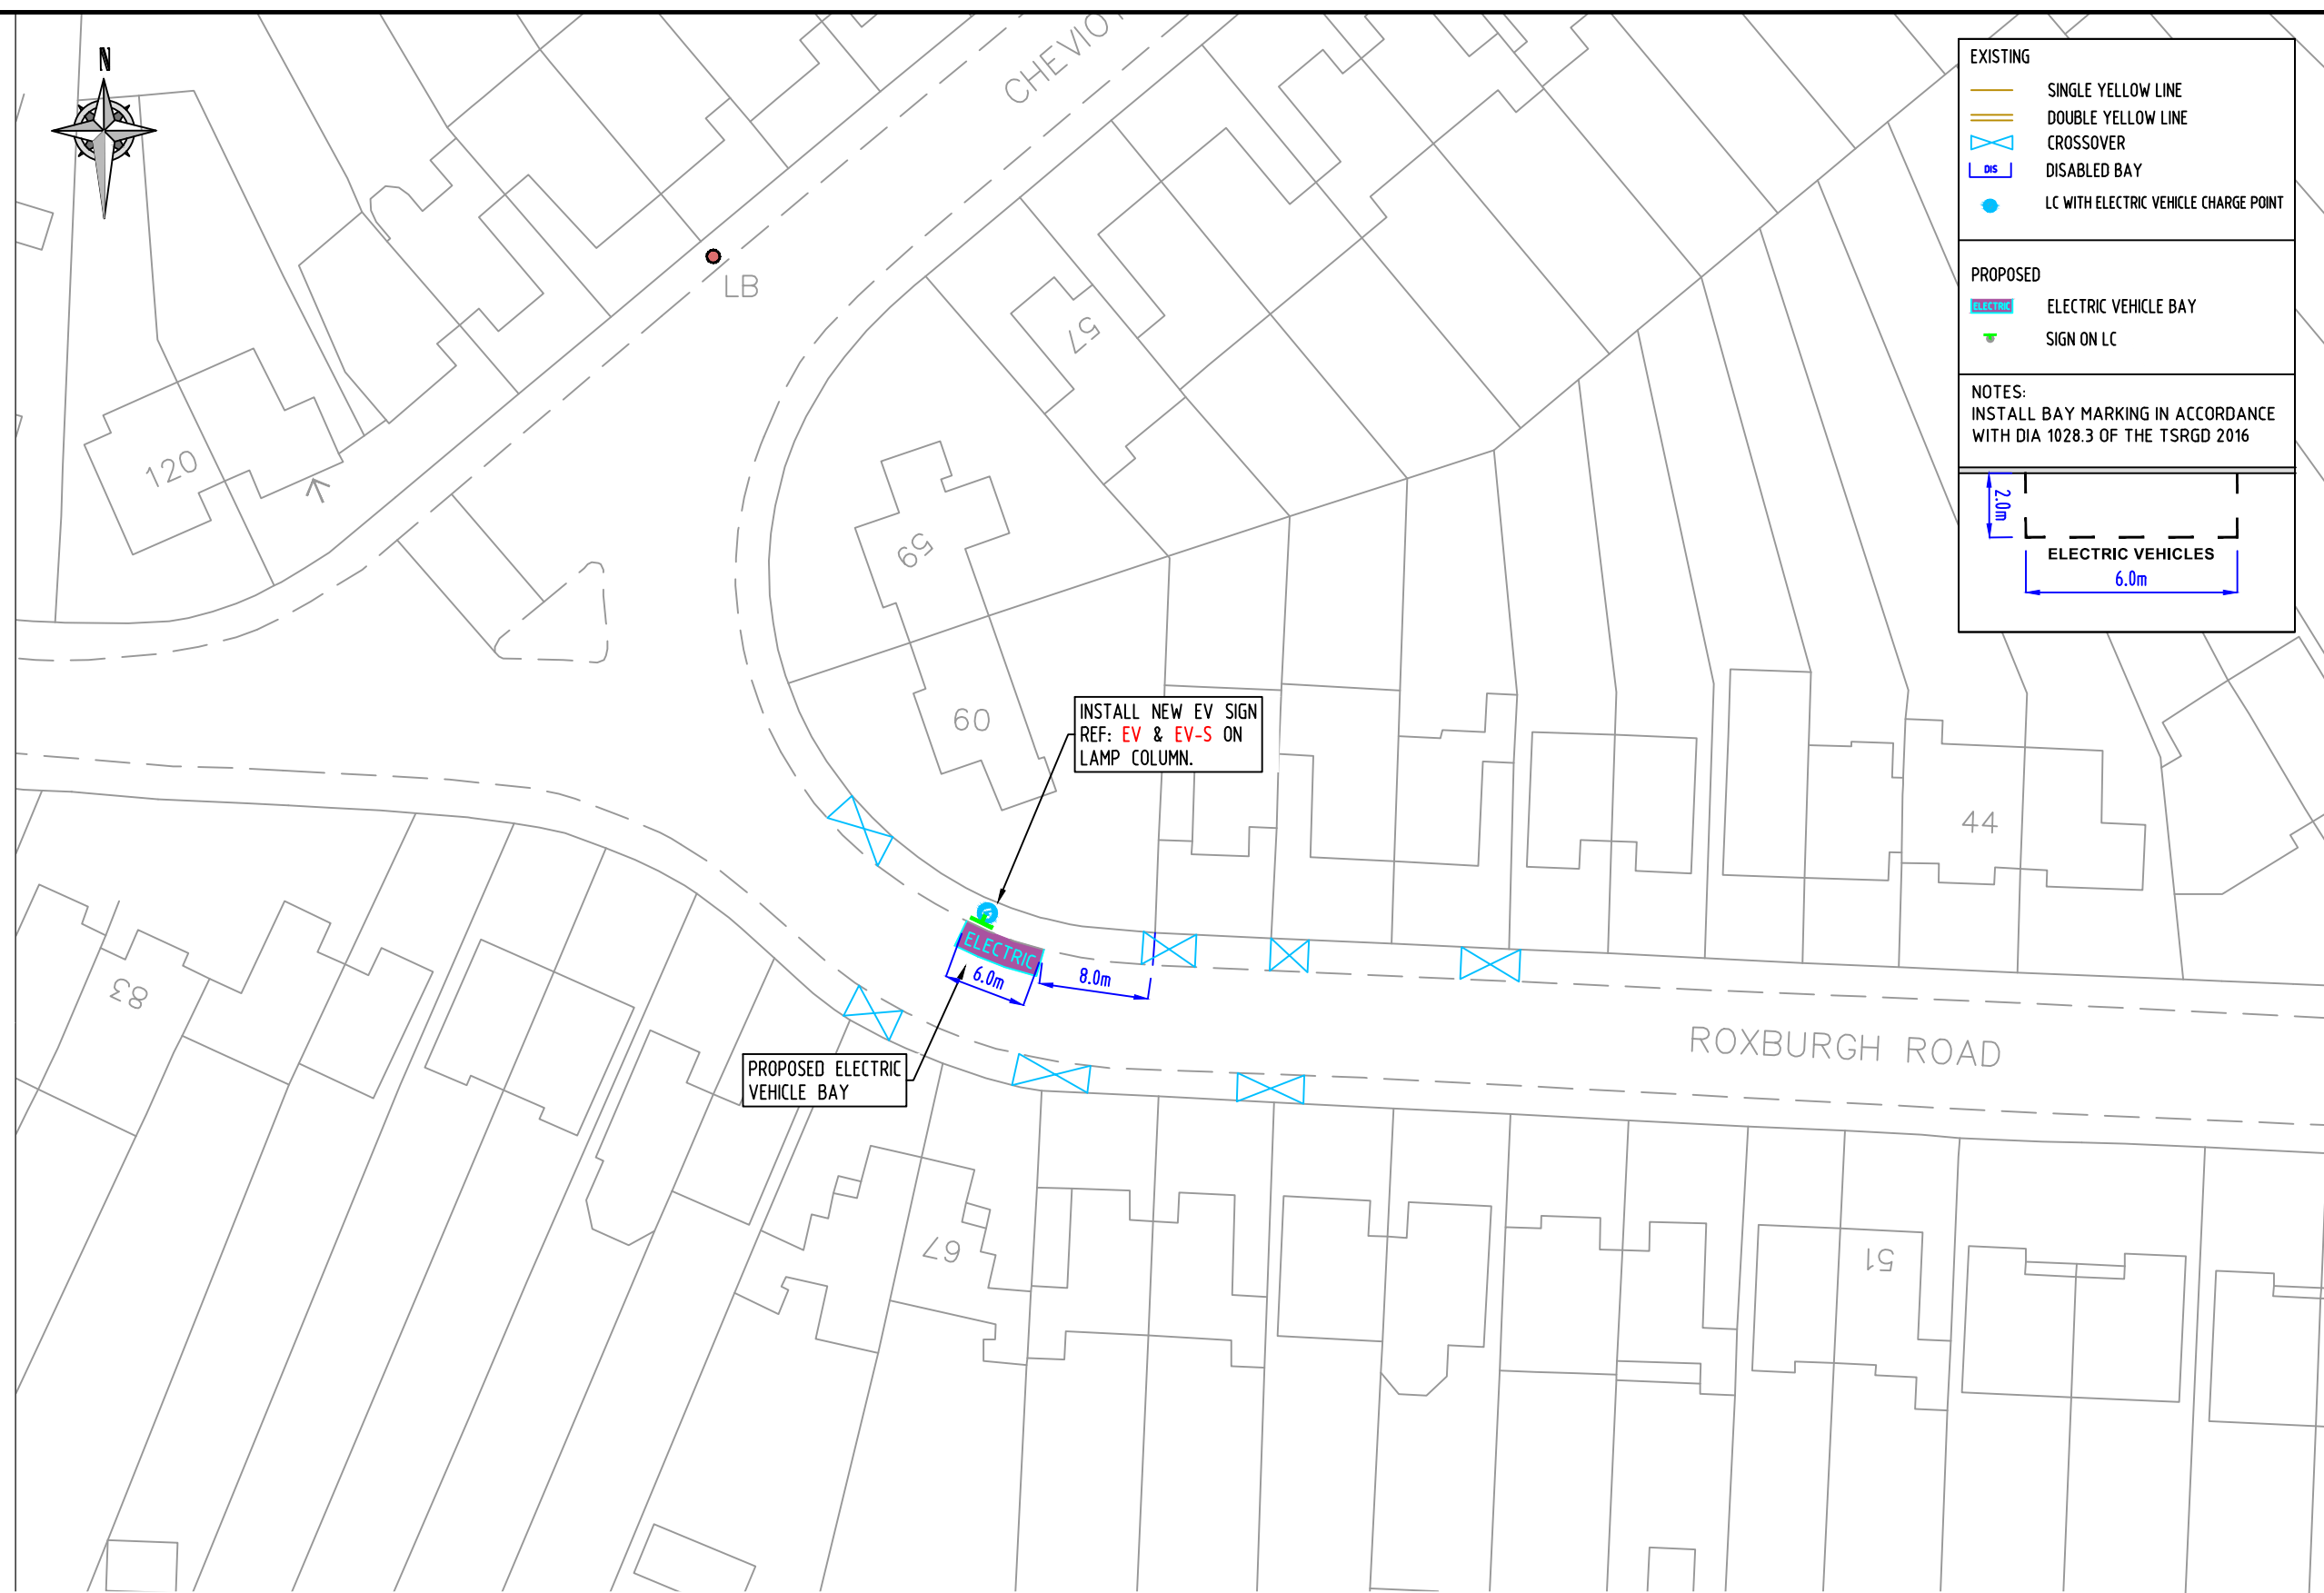 N
CHEVIOT
LB
57
120
59
60
44
INSTALL NEW EV SIGN
REF: EV & EV-S ON
LAMP COLUMN.
ELECTRIC
6.0m
8.0m
PROPOSED ELECTRIC
VEHICLE BAY
ROXBURGH ROAD
83
67
51
EXISTING
SINGLE YELLOW LINE
DOUBLE YELLOW LINE
CROSSOVER
DIS DISABLED BAY
LC WITH ELECTRIC VEHICLE CHARGE POINT
PROPOSED
ELECTRIC ELECTRIC VEHICLE BAY
SIGN ON LC
NOTES:
INSTALL BAY MARKING IN ACCORDANCE
WITH DIA 1028.3 OF THE TSRGD 2016
2.0m
ELECTRIC VEHICLES
6.0m